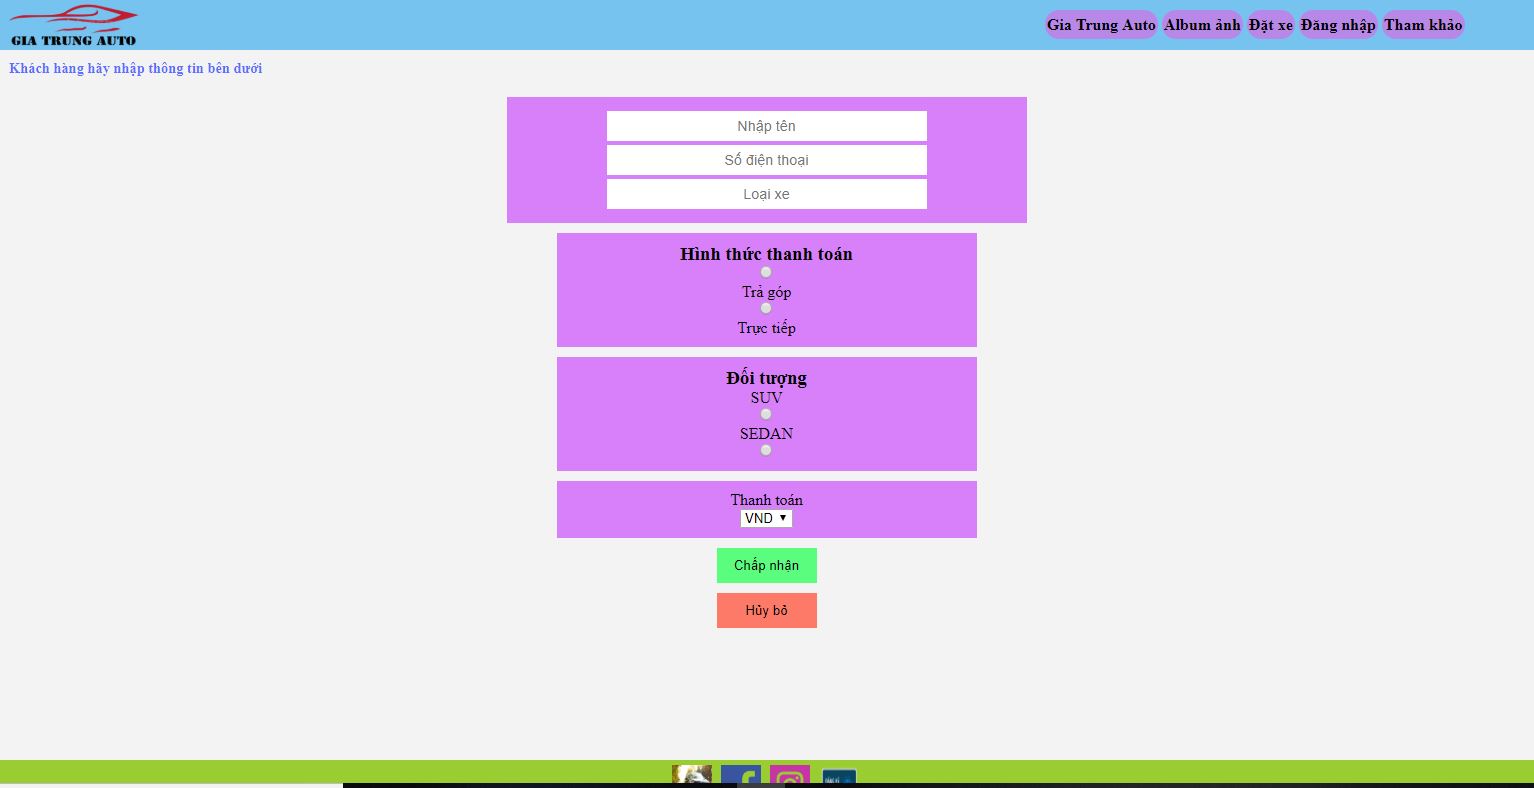 GIA TRUNG AUTO
Gia Trung Auto Album ảnh Đặt xe Đăng nhập Tham khảo
Khách hàng hãy nhập thông tin bên dưới
Nhập tên
Số điện thoại
Loại xe
Hình thức thanh toán
Trả góp
Trực tiếp
Đối tượng
SUV
SEDAN
Thanh toán
VND
Chấp nhận
Hủy bỏ